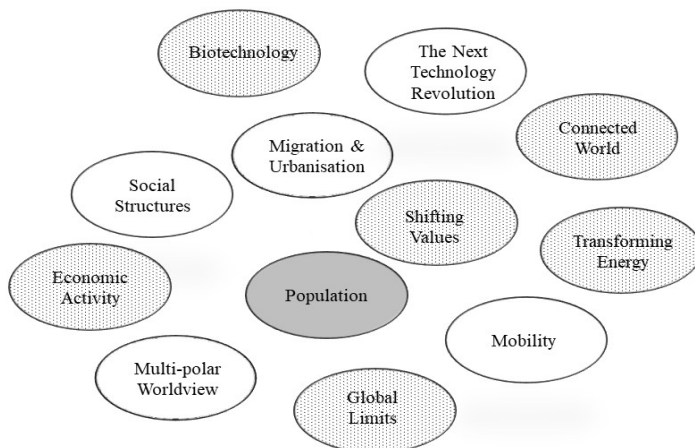 Biotechnology
The Next
Technology
Revolution
Connected
World
Migration &
Urbanisation
Social
Structures
Shifting
Values
Transforming
Energy
Economic
Activity
Population
Mobility
Multi-polar
Worldview
Global
Limits